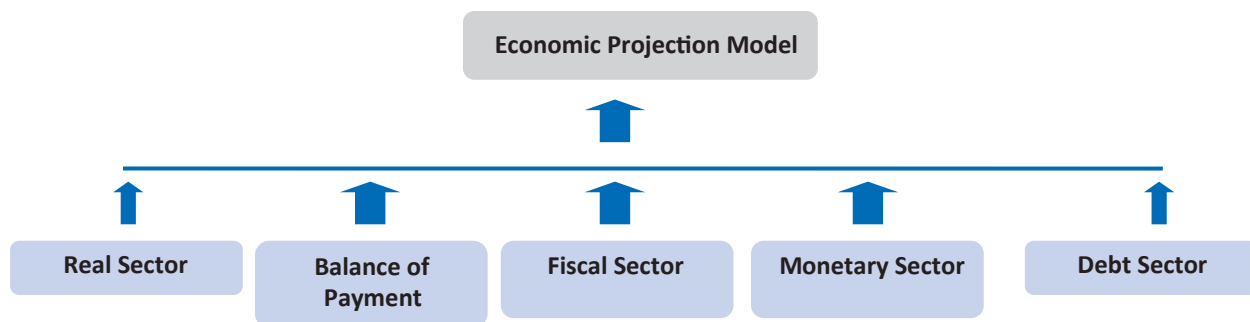 Economic Projection Model
Real Sector
Balance of
Payment
Fiscal Sector
Monetary Sector
Debt Sector